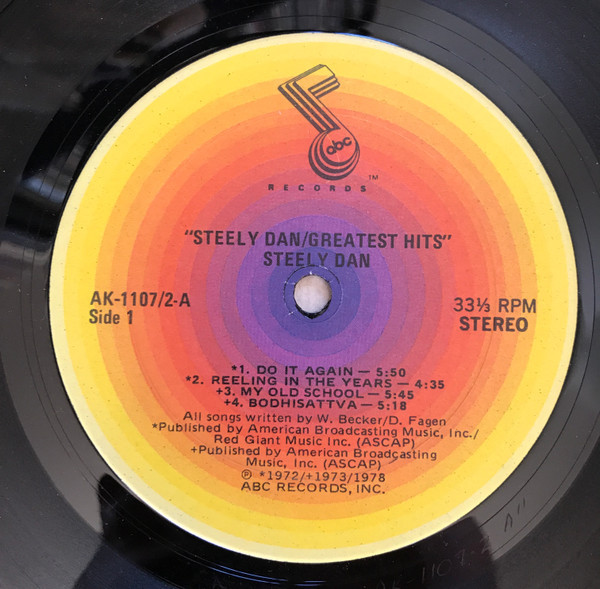 abc
™
RECORDS
"STEELY DAN/GREATEST HITS"
STEELY DAN
AK-1107/2-A
Side 1
33⅓ RPM
STEREO
*1. DO IT AGAIN — 5:50
*2. REELING IN THE YEARS — 4:35
+3. MY OLD SCHOOL — 5:45
+4. BODHISATTVA — 5:18
All songs written by W. Becker/D. Fagen
*Published by American Broadcasting Music, Inc./
Red Giant Music Inc. (ASCAP)
+Published by American Broadcasting
Music, Inc. (ASCAP)
℗ *1972/+1973/1978
ABC RECORDS, INC.